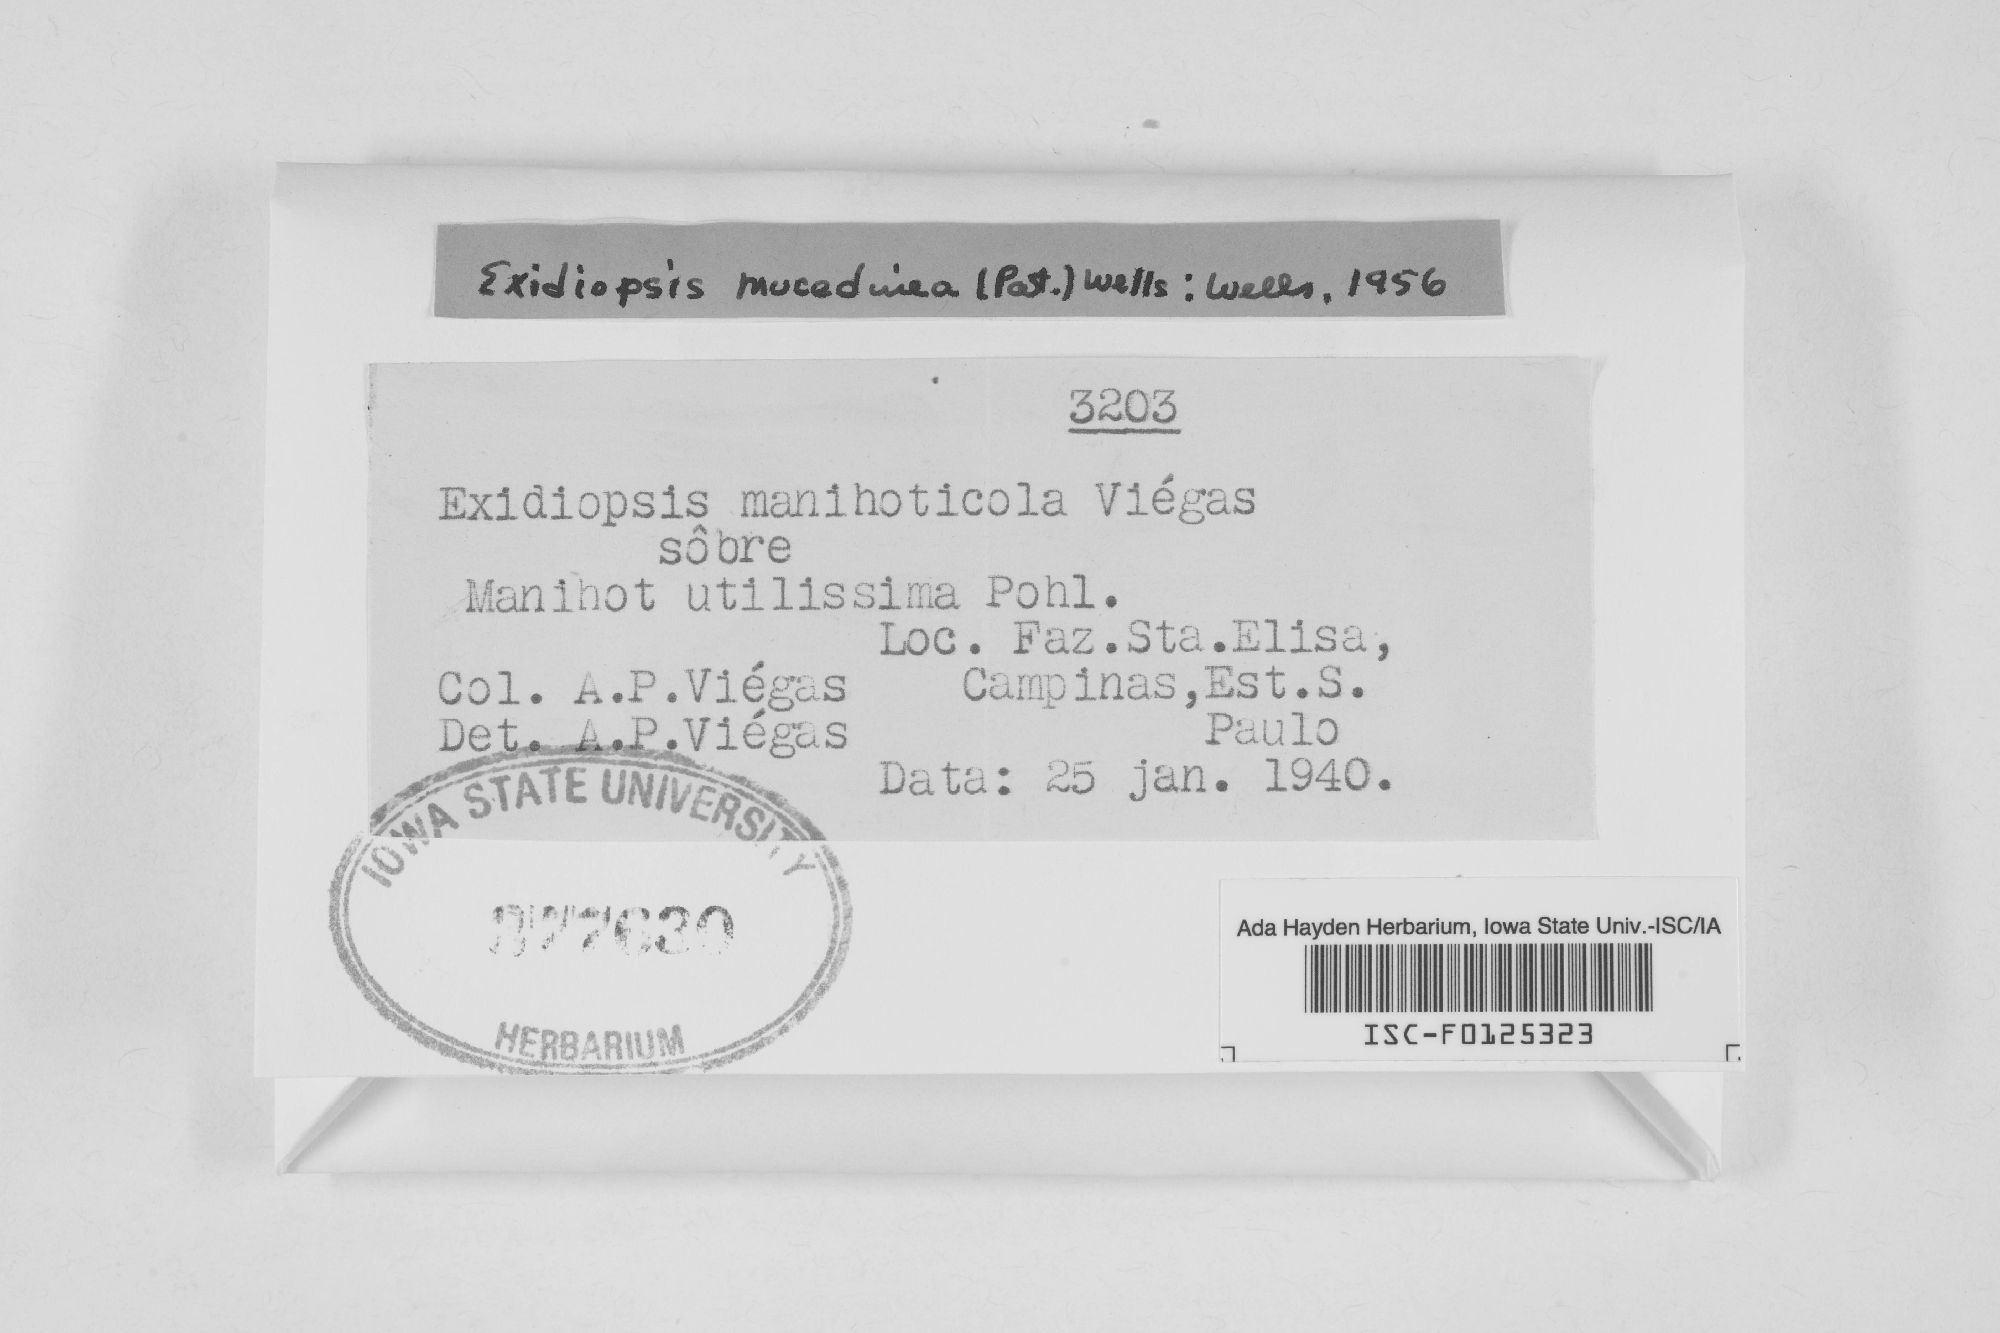 Exidiopsis mucedinea (Pat.) Wells : Wells, 1956
3203
Exidiopsis manihoticola Viégas
sôbre
Manihot utilissima Pohl.
Loc. Faz.Sta.Elisa,
Col. A.P.Viégas Campinas,Est.S.
Det. A.P.Viégas Paulo
Data: 25 jan. 1940.
IOWA STATE UNIVERSITY
HERBARIUM
Ada Hayden Herbarium, Iowa State Univ.-ISC/IA
ISC-F0125323